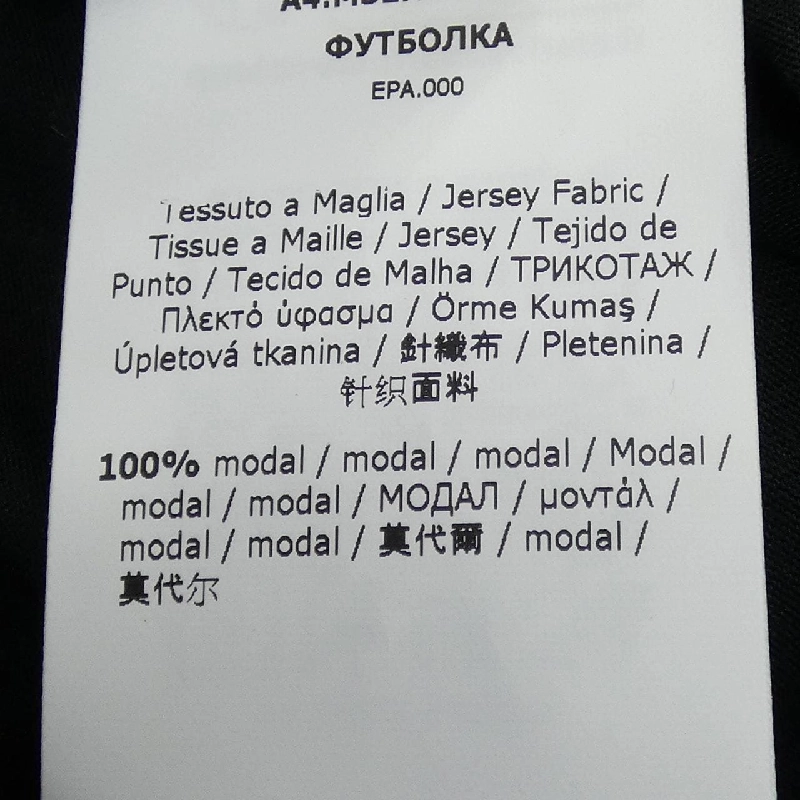 ФУТБОЛКА
EPA.000
Tessuto a Maglia / Jersey Fabric /
Tissue a Maille / Jersey / Tejido de
Punto / Tecido de Malha / ТРИКОТАЖ /
Πλεκτό ύφασμα / Örme Kumaş /
Úpletová tkanina / 針織布 / Pletenina /
针织面料
100% modal / modal / modal / Modal /
modal / modal / МОДАЛ / μοντάλ /
modal / modal / 莫代爾 / modal /
莫代尔